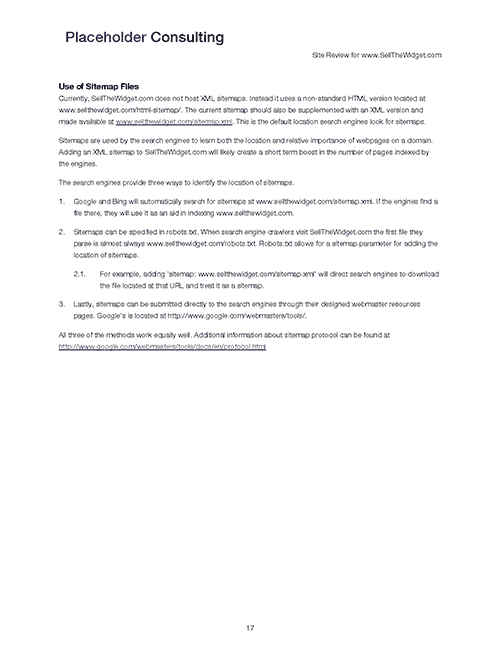 Placeholder Consulting
Site Review for www.SellTheWidget.com
Use of Sitemap Files
Currently, SellTheWidget.com does not host XML sitemaps. Instead it uses a non-standard HTML version located at
www.sellthewidget.com/html-sitemap/. The current sitemap should also be supplemented with an XML version and
made available at www.sellthewidget.com/sitemap.xml. This is the default location search engines look for sitemaps.
Sitemaps are used by the search engines to learn both the location and relative importance of webpages on a domain.
Adding an XML sitemap to SellTheWidget.com will likely create a short term boost in the number of pages indexed by
the engines.
The search engines provide three ways to identify the location of sitemaps.
1. Google and Bing will automatically search for sitemaps at www.sellthewidget.com/sitemap.xml. If the engines find a
file there, they will use it as an aid in indexing www.sellthewidget.com.
2. Sitemaps can be specified in robots.txt. When search engine crawlers visit SellTheWidget.com the first file they
parse is almost always www.sellthewidget.com/robots.txt. Robots.txt allows for a sitemap parameter for adding the
location of sitemaps.
2.1. For example, adding 'sitemap: www.sellthewidget.com/sitemap.xml' will direct search engines to download
the file located at that URL and treat it as a sitemap.
3. Lastly, sitemaps can be submitted directly to the search engines through their designed webmaster resources
pages. Google's is located at http://www.google.com/webmasters/tools/.
All three of the methods work equally well. Additional information about sitemap protocol can be found at
http://www.google.com/webmasters/tools/docs/en/protocol.html
17